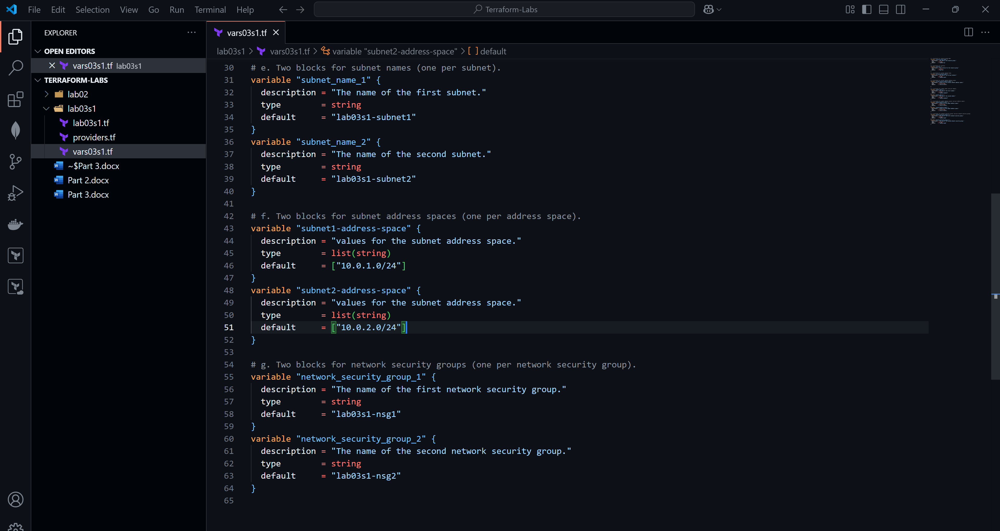 File Edit Selection View Go Run Terminal Help Terraform-Labs
EXPLORER
OPEN EDITORS
vars03s1.tf lab03s1
TERRAFORM-LABS
lab02
lab03s1
lab03s1.tf
providers.tf
vars03s1.tf
~$Part 3.docx
Part 2.docx
Part 3.docx
vars03s1.tf
lab03s1 > vars03s1.tf > variable "subnet2-address-space" > [ ] default
30 # e. Two blocks for subnet names (one per subnet).
31 variable "subnet_name_1" {
32 description = "The name of the first subnet."
33 type = string
34 default = "lab03s1-subnet1"
35 }
36 variable "subnet_name_2" {
37 description = "The name of the second subnet."
38 type = string
39 default = "lab03s1-subnet2"
40 }
41
42 # f. Two blocks for subnet address spaces (one per address space).
43 variable "subnet1-address-space" {
44 description = "values for the subnet address space."
45 type = list(string)
46 default = ["10.0.1.0/24"]
47 }
48 variable "subnet2-address-space" {
49 description = "values for the subnet address space."
50 type = list(string)
51 default = ["10.0.2.0/24"]
52 }
53
54 # g. Two blocks for network security groups (one per network security group).
55 variable "network_security_group_1" {
56 description = "The name of the first network security group."
57 type = string
58 default = "lab03s1-nsg1"
59 }
60 variable "network_security_group_2" {
61 description = "The name of the second network security group."
62 type = string
63 default = "lab03s1-nsg2"
64 }
65